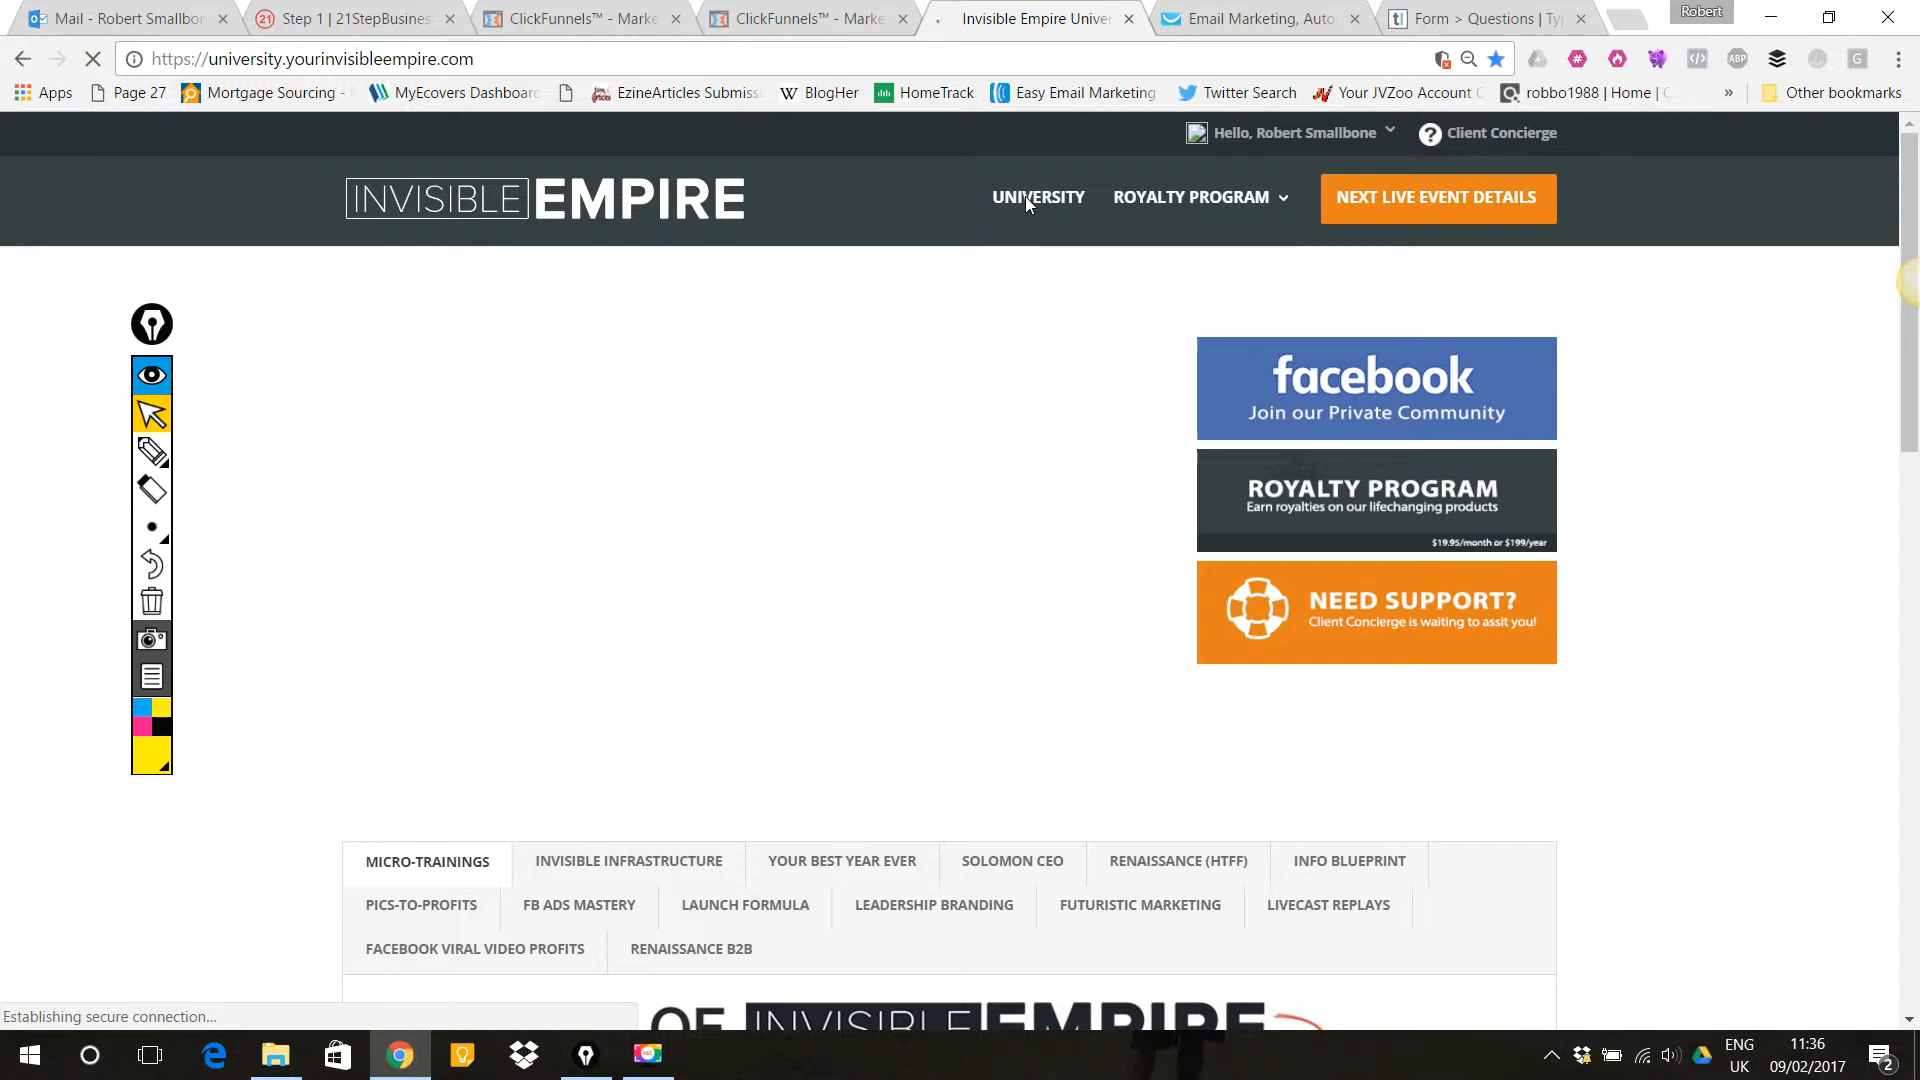 Mail - Robert Smallbon
Step 1 | 21StepBusines
ClickFunnels™ - Marke
ClickFunnels™ - Marke
Invisible Empire Univer
Email Marketing, Auto
Form > Questions | Ty
Robert
https://university.yourinvisibleempire.com
Apps
Page 27
Mortgage Sourcing -
MyEcovers Dashboard
EzineArticles Submiss
BlogHer
HomeTrack
Easy Email Marketing
Twitter Search
Your JVZoo Account
robbo1988 | Home |
»
Other bookmarks
Hello, Robert Smallbone
Client Concierge
INVISIBLE EMPIRE
UNIVERSITY
ROYALTY PROGRAM
NEXT LIVE EVENT DETAILS
facebook
Join our Private Community
ROYALTY PROGRAM
Earn royalties on our lifechanging products
$19.95/month or $199/year
NEED SUPPORT?
Client Concierge is waiting to assit you!
MICRO-TRAININGS
INVISIBLE INFRASTRUCTURE
YOUR BEST YEAR EVER
SOLOMON CEO
RENAISSANCE (HTFF)
INFO BLUEPRINT
PICS-TO-PROFITS
FB ADS MASTERY
LAUNCH FORMULA
LEADERSHIP BRANDING
FUTURISTIC MARKETING
LIVECAST REPLAYS
FACEBOOK VIRAL VIDEO PROFITS
RENAISSANCE B2B
OF INVISIBLE EMPIRE
Establishing secure connection...
ENG
UK
11:36
09/02/2017
2